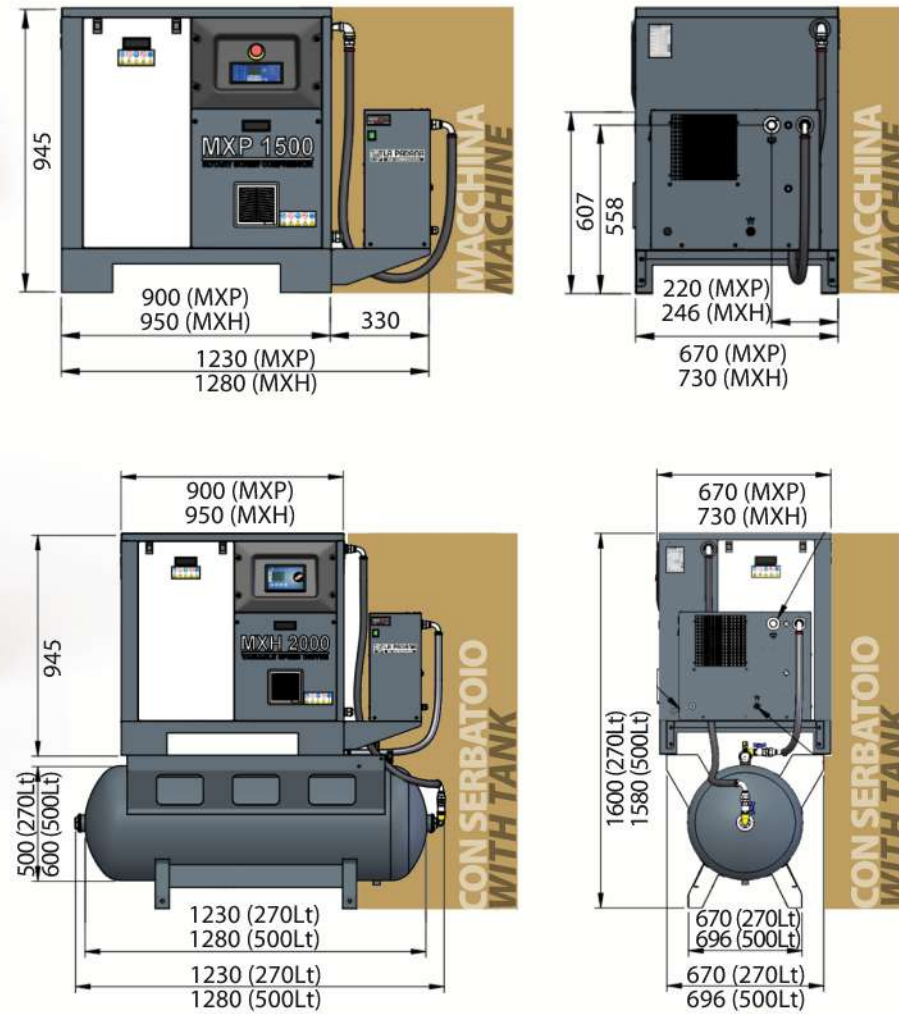 945
MXP 1500
ROTARY SCREW COMPRESSOR
900 (MXP)
950 (MXH)
330
1230 (MXP)
1280 (MXH)
MACCHINA
MACHINE
607
558
220 (MXP)
246 (MXH)
670 (MXP)
730 (MXH)
MACCHINA
MACHINE
900 (MXP)
950 (MXH)
945
MXH 2000
500 (270Lt)
600 (500Lt)
1230 (270Lt)
1280 (500Lt)
1230 (270Lt)
1280 (500Lt)
CON SERBATOIO
WITH TANK
670 (MXP)
730 (MXH)
1600 (270Lt)
1580 (500Lt)
670 (270Lt)
696 (500Lt)
670 (270Lt)
696 (500Lt)
CON SERBATOIO
WITH TANK